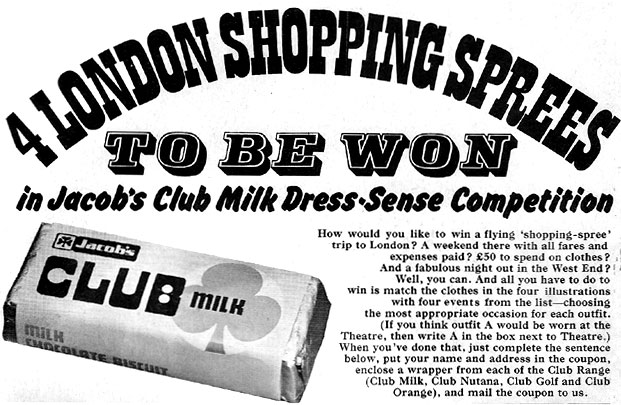 4 LONDON SHOPPING SPREES
TO BE WON
in Jacob's Club Milk Dress-Sense Competition
How would you like to win a flying 'shopping-spree'
trip to London? A weekend there with all fares and
expenses paid? £50 to spend on clothes?
And a fabulous night out in the West End?
Well, you can. And all you have to do to
win is match the clothes in the four illustrations
with four events from the list—choosing
the most appropriate occasion for each outfit.
(If you think outfit A would be worn at the
Theatre, then write A in the box next to Theatre.)
When you've done that, just complete the sentence
below, put your name and address in the coupon,
enclose a wrapper from each of the Club Range
(Club Milk, Club Nutana, Club Golf and Club
Orange), and mail the coupon to us.
Jacob's
CLUB MILK
MILK
CHOCOLATE BISCUIT